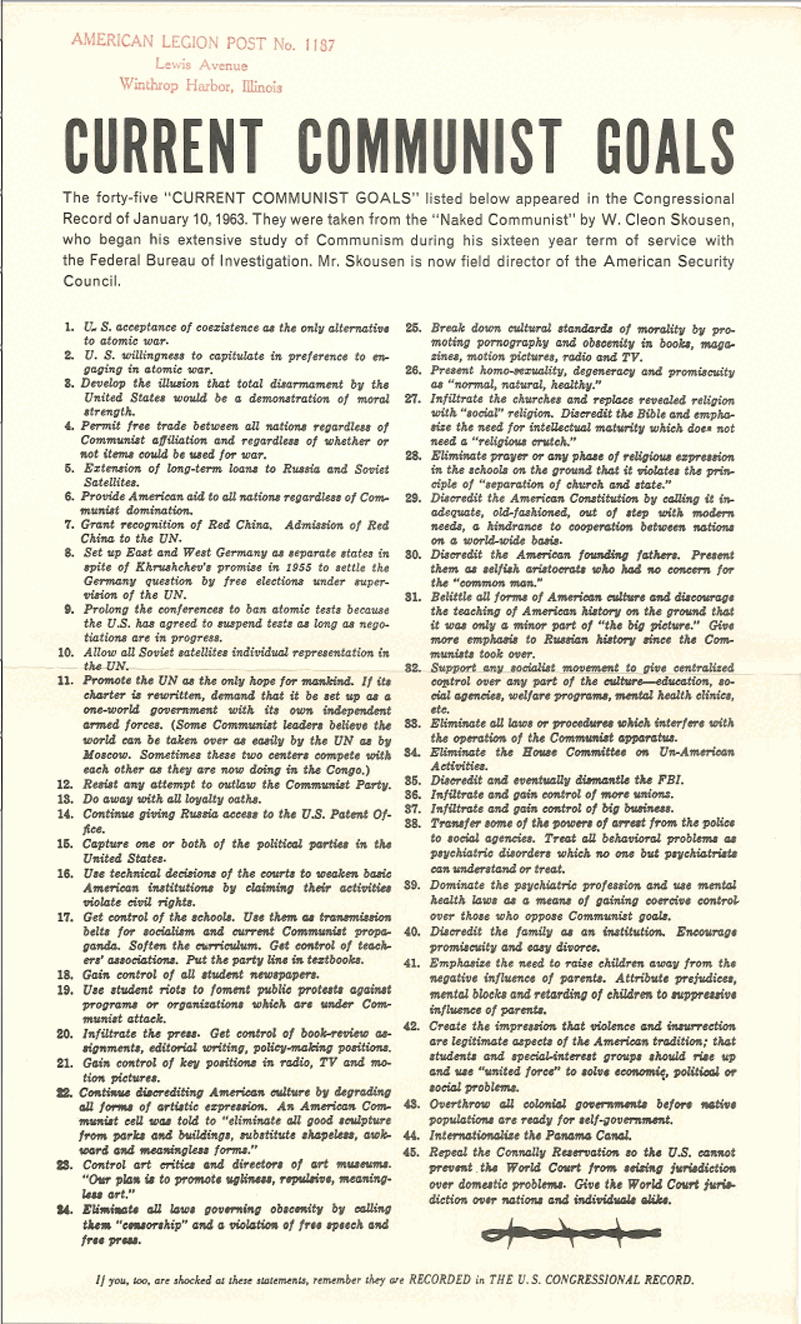 AMERICAN LEGION POST No. 1187
Lewis Avenue
Winthrop Harbor, Illinois
CURRENT COMMUNIST GOALS
The forty-five "CURRENT COMMUNIST GOALS" listed below appeared in the Congressional
Record of January 10, 1963. They were taken from the "Naked Communist" by W. Cleon Skousen,
who began his extensive study of Communism during his sixteen year term of service with
the Federal Bureau of Investigation. Mr. Skousen is now field director of the American Security
Council.
1. U. S. acceptance of coexistence as the only alternative
to atomic war.
2. U. S. willingness to capitulate in preference to en-
gaging in atomic war.
3. Develop the illusion that total disarmament by the
United States would be a demonstration of moral
strength.
4. Permit free trade between all nations regardless of
Communist affiliation and regardless of whether or
not items could be used for war.
5. Extension of long-term loans to Russia and Soviet
Satellites.
6. Provide American aid to all nations regardless of Com-
munist domination.
7. Grant recognition of Red China. Admission of Red
China to the UN.
8. Set up East and West Germany as separate states in
spite of Khrushchev's promise in 1955 to settle the
Germany question by free elections under super-
vision of the UN.
9. Prolong the conferences to ban atomic tests because
the U.S. has agreed to suspend tests as long as nego-
tiations are in progress.
10. Allow all Soviet satellites individual representation in
the UN.
11. Promote the UN as the only hope for mankind. If its
charter is rewritten, demand that it be set up as a
one-world government with its own independent
armed forces. (Some Communist leaders believe the
world can be taken over as easily by the UN as by
Moscow. Sometimes these two centers compete with
each other as they are now doing in the Congo.)
12. Resist any attempt to outlaw the Communist Party.
13. Do away with all loyalty oaths.
14. Continue giving Russia access to the U.S. Patent Of-
fice.
15. Capture one or both of the political parties in the
United States.
16. Use technical decisions of the courts to weaken basic
American institutions by claiming their activities
violate civil rights.
17. Get control of the schools. Use them as transmission
belts for socialism and current Communist propa-
ganda. Soften the curriculum. Get control of teach-
ers' associations. Put the party line in textbooks.
18. Gain control of all student newspapers.
19. Use student riots to foment public protests against
programs or organizations which are under Com-
munist attack.
20. Infiltrate the press. Get control of book-review as-
signments, editorial writing, policy-making positions.
21. Gain control of key positions in radio, TV and mo-
tion pictures.
22. Continue discrediting American culture by degrading
all forms of artistic expression. An American Com-
munist cell was told to "eliminate all good sculpture
from parks and buildings, substitute shapeless, awk-
ward and meaningless forms."
23. Control art critics and directors of art museums.
"Our plan is to promote ugliness, repulsive, meaning-
less art."
24. Eliminate all laws governing obscenity by calling
them "censorship" and a violation of free speech and
free press.
25. Break down cultural standards of morality by pro-
moting pornography and obscenity in books, maga-
zines, motion pictures, radio and TV.
26. Present homo-sexuality, degeneracy and promiscuity
as "normal, natural, healthy."
27. Infiltrate the churches and replace revealed religion
with "social" religion. Discredit the Bible and empha-
size the need for intellectual maturity which does not
need a "religious crutch."
28. Eliminate prayer or any phase of religious expression
in the schools on the ground that it violates the prin-
ciple of "separation of church and state."
29. Discredit the American Constitution by calling it in-
adequate, old-fashioned, out of step with modern
needs, a hindrance to cooperation between nations
on a world-wide basis.
30. Discredit the American founding fathers. Present
them as selfish aristocrats who had no concern for
the "common man."
31. Belittle all forms of American culture and discourage
the teaching of American history on the ground that
it was only a minor part of "the big picture." Give
more emphasis to Russian history since the Com-
munists took over.
32. Support any socialist movement to give centralized
control over any part of the culture—education, so-
cial agencies, welfare programs, mental health clinics,
etc.
33. Eliminate all laws or procedures which interfere with
the operation of the Communist apparatus.
34. Eliminate the House Committee on Un-American
Activities.
35. Discredit and eventually dismantle the FBI.
36. Infiltrate and gain control of more unions.
37. Infiltrate and gain control of big business.
38. Transfer some of the powers of arrest from the police
to social agencies. Treat all behavioral problems as
psychiatric disorders which no one but psychiatrists
can understand or treat.
39. Dominate the psychiatric profession and use mental
health laws as a means of gaining coercive control
over those who oppose Communist goals.
40. Discredit the family as an institution. Encourage
promiscuity and easy divorce.
41. Emphasize the need to raise children away from the
negative influence of parents. Attribute prejudices,
mental blocks and retarding of children to suppressive
influence of parents.
42. Create the impression that violence and insurrection
are legitimate aspects of the American tradition; that
students and special-interest groups should rise up
and use "united force" to solve economic, political or
social problems.
43. Overthrow all colonial governments before native
populations are ready for self-government.
44. Internationalize the Panama Canal.
45. Repeal the Connally Reservation so the U.S. cannot
prevent the World Court from seizing jurisdiction
over domestic problems. Give the World Court juris-
diction over nations and individuals alike.
If you, too, are shocked at these statements, remember they are RECORDED in THE U.S. CONGRESSIONAL RECORD.